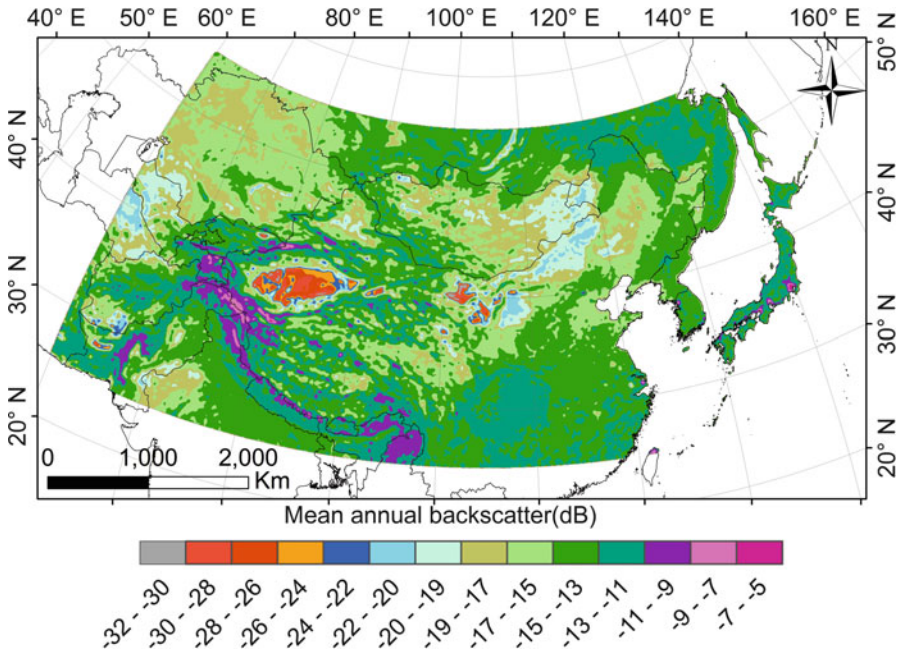 40° E 50° E 60° E 80° E 100° E 120° E 140° E 160° E
50° N
N
40° N
40° N
30° N
30° N
20° N
20° N
0 1,000 2,000
Km
Mean annual backscatter(dB)
-32 - -30
-30 - -28
-28 - -26
-26 - -24
-24 - -22
-22 - -20
-20 - -19
-19 - -17
-17 - -15
-15 - -13
-13 - -11
-11 - -9
-9 - -7
-7 - -5